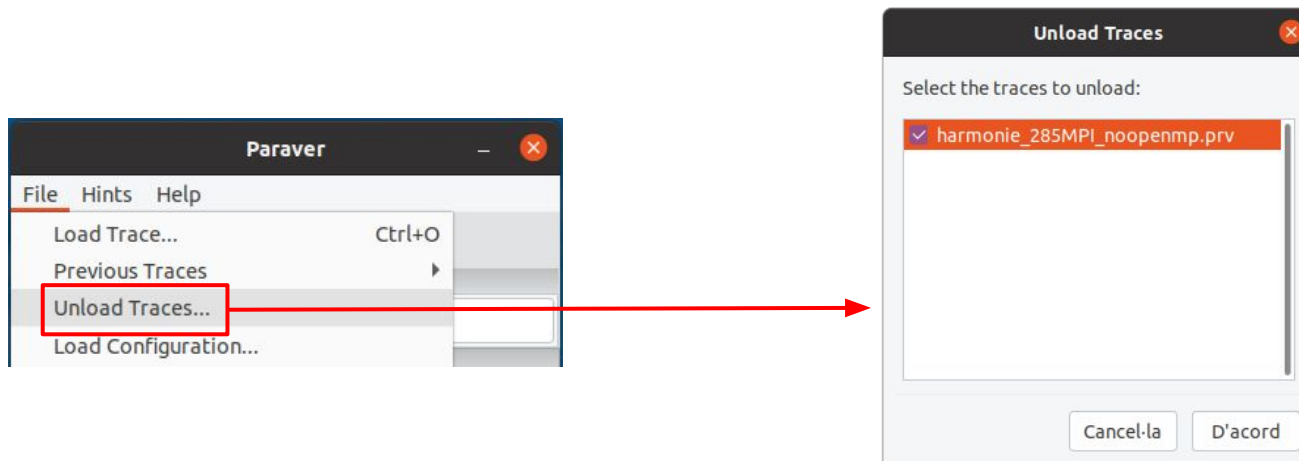 Paraver
File Hints Help
Load Trace... Ctrl+O
Previous Traces
Unload Traces...
Load Configuration...
Unload Traces
Select the traces to unload:
harmonie_285MPI_noopenmp.prv
Cancel·la D'acord